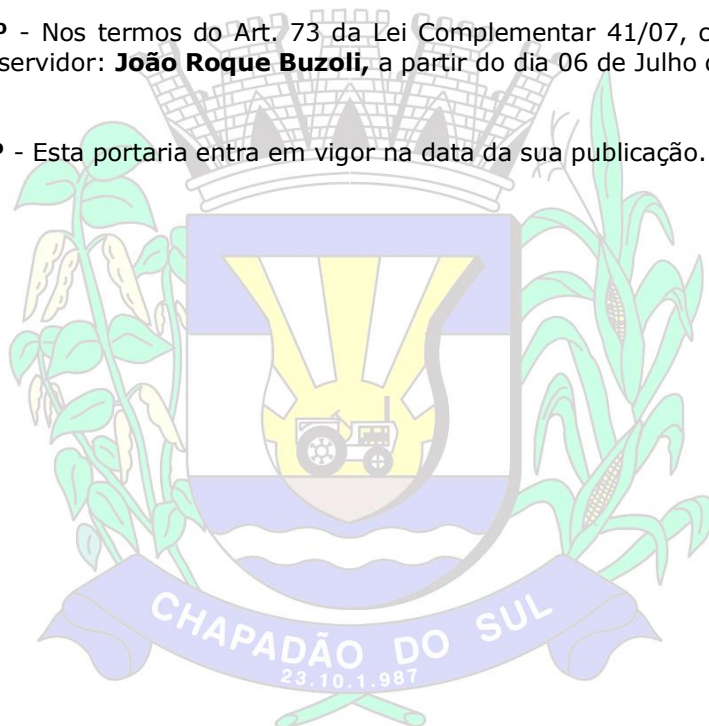 º - Nos termos do Art. 73 da Lei Complementar 41/07, c
servidor: João Roque Buzoli, a partir do dia 06 de Julho
º - Esta portaria entra em vigor na data da sua publicação.
CHAPADÃO DO SUL
23.10.1.987